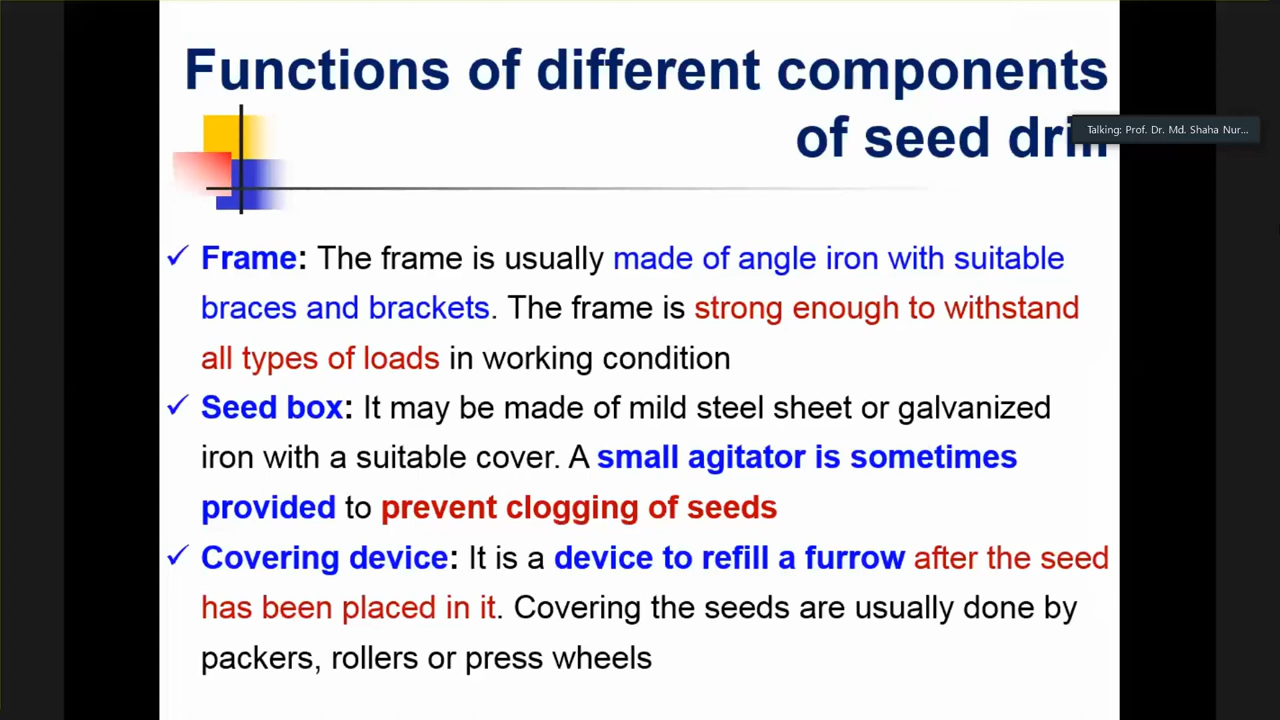 Functions of different components
of seed drill
Talking: Prof. Dr. Md. Shaha Nur...
✓ Frame: The frame is usually made of angle iron with suitable
braces and brackets. The frame is strong enough to withstand
all types of loads in working condition
✓ Seed box: It may be made of mild steel sheet or galvanized
iron with a suitable cover. A small agitator is sometimes
provided to prevent clogging of seeds
✓ Covering device: It is a device to refill a furrow after the seed
has been placed in it. Covering the seeds are usually done by
packers, rollers or press wheels